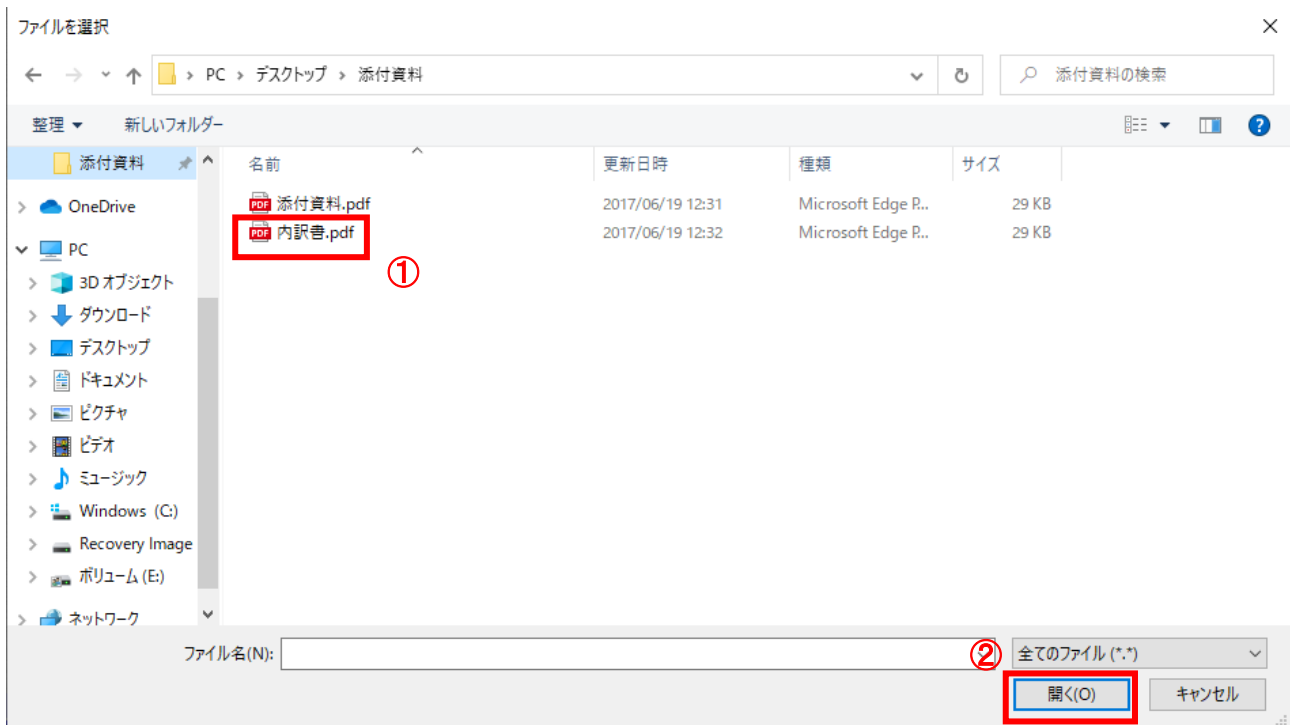 ファイルを選択
PC › デスクトップ › 添付資料
添付資料の検索
整理 新しいフォルダー
添付資料
名前 更新日時 種類 サイズ
PDF 添付資料.pdf 2017/06/19 12:31 Microsoft Edge P... 29 KB
PDF 内訳書.pdf 2017/06/19 12:32 Microsoft Edge P... 29 KB
①
OneDrive
PC
3D オブジェクト
ダウンロード
デスクトップ
ドキュメント
ピクチャ
ビデオ
ミュージック
Windows (C:)
Recovery Image
ボリューム (E:)
ネットワーク
ファイル名(N):
②
全てのファイル (*.*)
開く(O) キャンセル